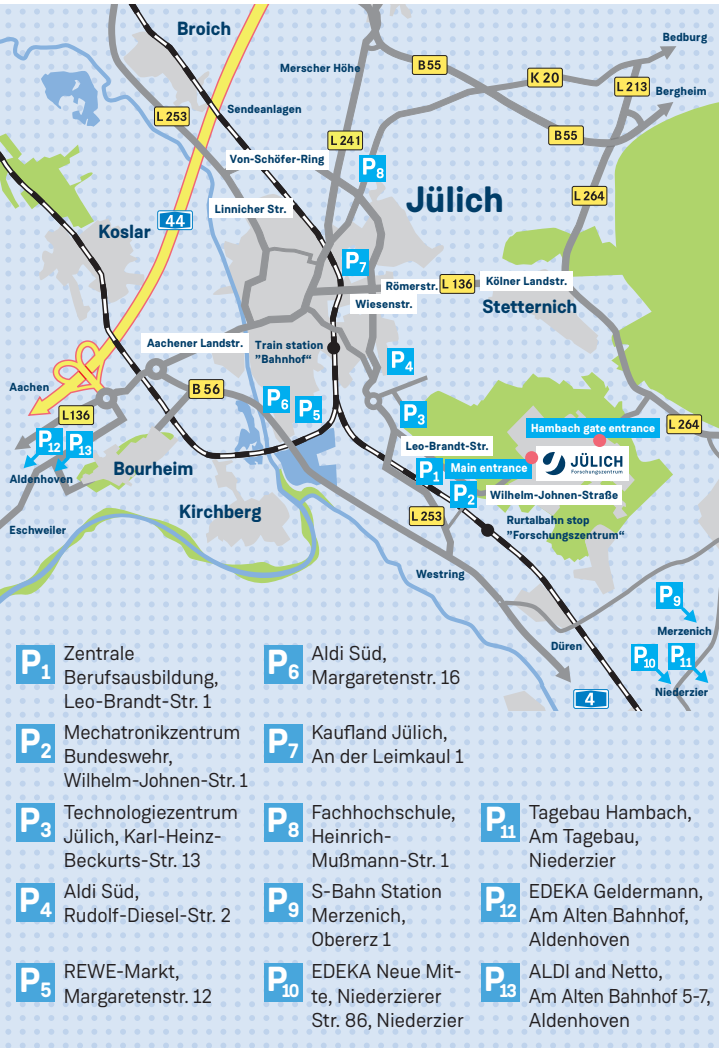 Broich
Bedburg
Merscher Höhe
B 55
K 20
L 213
Bergheim
Sendeanlagen
L 253
B55
L 241
Von-Schöfer-Ring
P8
L 264
Jülich
Linnicher Str.
44
Koslar
P7
Römerstr.
L 136
Kölner Landstr.
Wiesenstr.
Stetternich
Aachener Landstr.
Train station
”Bahnhof“
P4
Aachen
B 56
P6
P5
P3
L136
Hambach gate entrance
L 264
P12
P13
Leo-Brandt-Str.
JÜLICH
Forschungszentrum
Bourheim
P1
Main entrance
Aldenhoven
P2
Wilhelm-Johnen-Straße
Kirchberg
L 253
Rurtalbahn stop
”Forschungszentrum“
Eschweiler
Westring
P9
Merzenich
Düren
P10
P11
Niederzier
4
P1
Zentrale
Berufsausbildung,
Leo-Brandt-Str. 1
P2
Mechatronikzentrum
Bundeswehr,
Wilhelm-Johnen-Str. 1
P3
Technologiezentrum
Jülich, Karl-Heinz-
Beckurts-Str. 13
P4
Aldi Süd,
Rudolf-Diesel-Str. 2
P5
REWE-Markt,
Margaretenstr. 12
P6
Aldi Süd,
Margaretenstr. 16
P7
Kaufland Jülich,
An der Leimkaul 1
P8
Fachhochschule,
Heinrich-
Mußmann-Str. 1
P9
S-Bahn Station
Merzenich,
Obererz 1
P10
EDEKA Neue Mit-
te, Niederzierer
Str. 86, Niederzier
P11
Tagebau Hambach,
Am Tagebau,
Niederzier
P12
EDEKA Geldermann,
Am Alten Bahnhof,
Aldenhoven
P13
ALDI and Netto,
Am Alten Bahnhof 5-7,
Aldenhoven